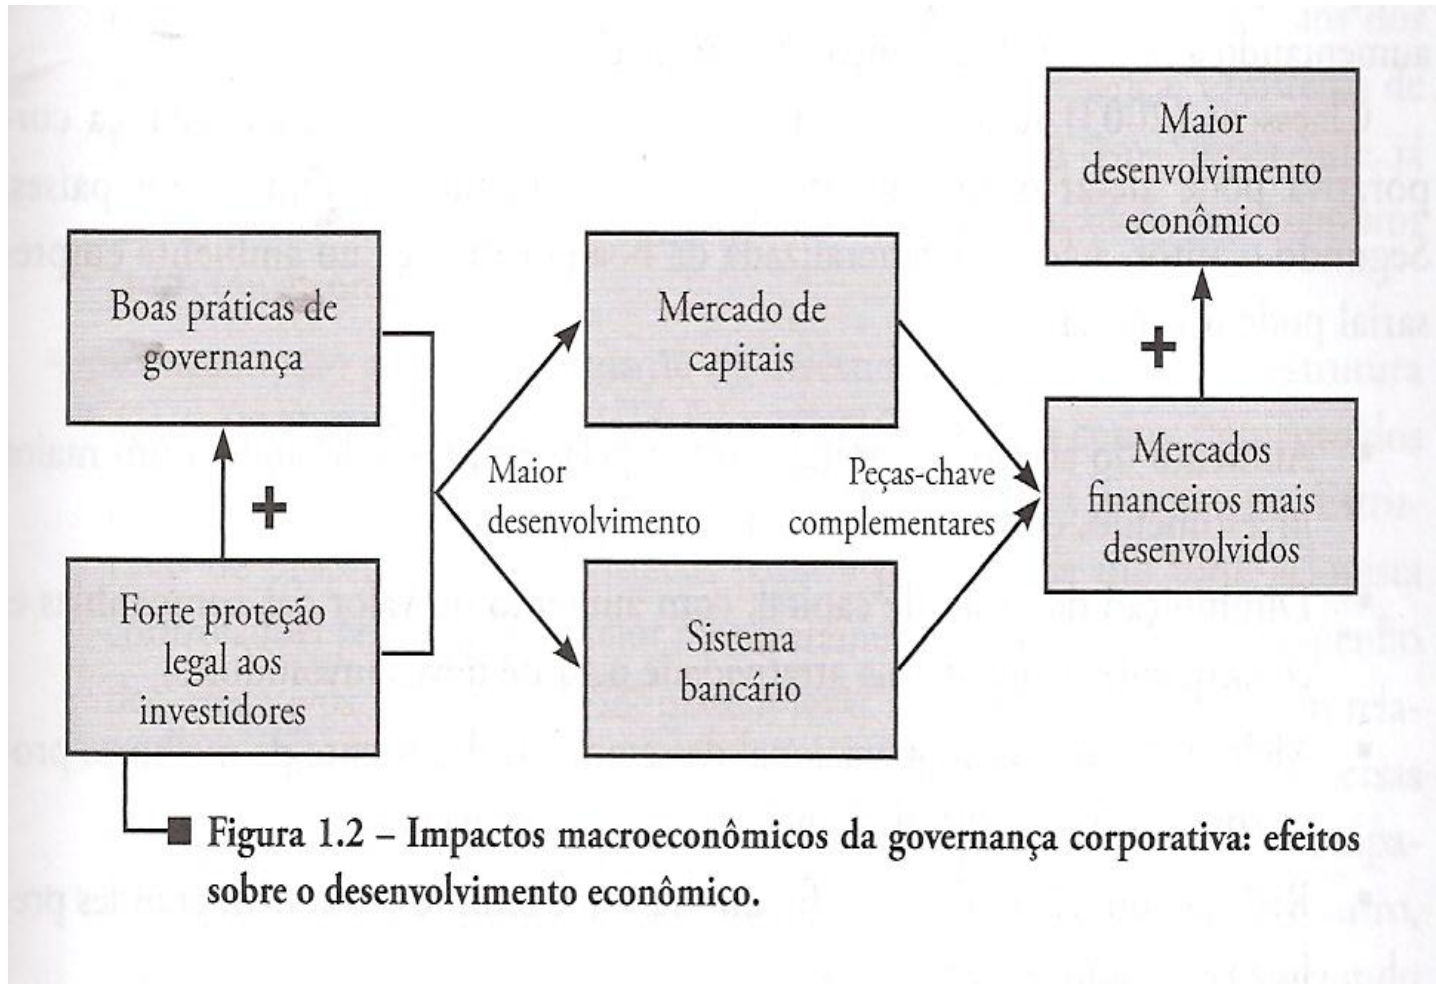 Maior
desenvolvimento
econômico
Boas práticas de
governança
Mercado de
capitais
+
+
Maior
desenvolvimento
Peças-chave
complementares
Mercados
financeiros mais
desenvolvidos
Forte proteção
legal aos
investidores
Sistema
bancário
Figura 1.2 – Impactos macroeconômicos da governança corporativa: efeitos
sobre o desenvolvimento econômico.